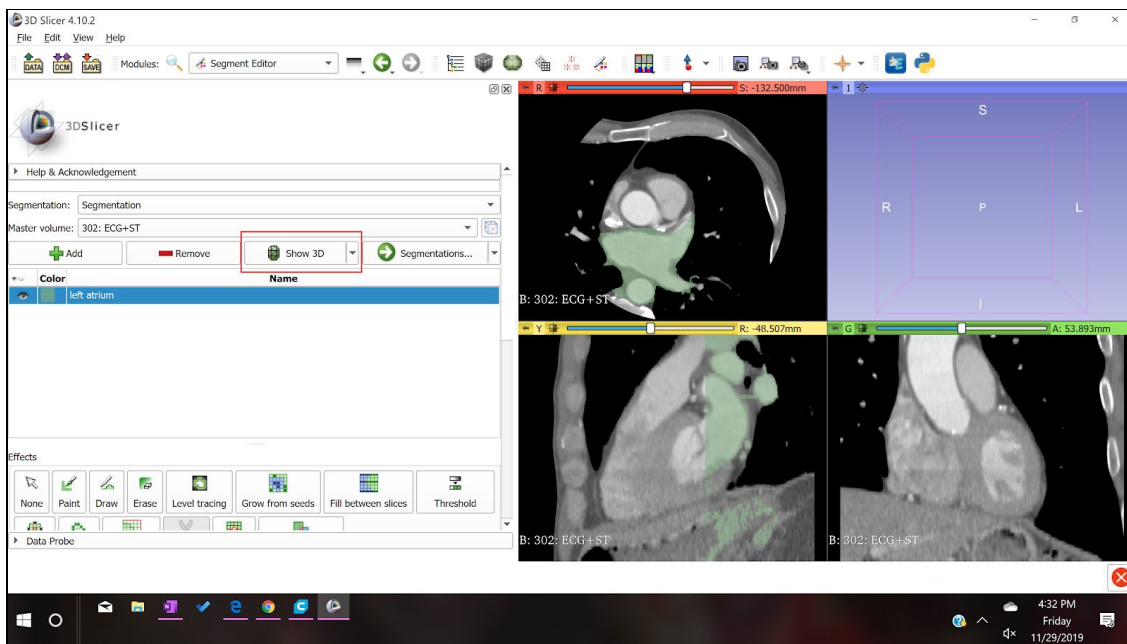 3D Slicer 4.10.2
File Edit View Help
DATA DCM SAVE Modules: Segment Editor
R S: -132.500mm 1
3DSlicer
S
Help & Acknowledgement
Segmentation: Segmentation
R P L
Master volume: 302: ECG+ST
Add Remove Show 3D Segmentations...
Color Name
left atrium
B: 302: ECG+ST
I
Y R: -48.507mm G A: 53.893mm
Effects
None Paint Draw Erase Level tracing Grow from seeds Fill between slices Threshold
Data Probe
B: 302: ECG+ST B: 302: ECG+ST
4:32 PM
Friday
11/29/2019